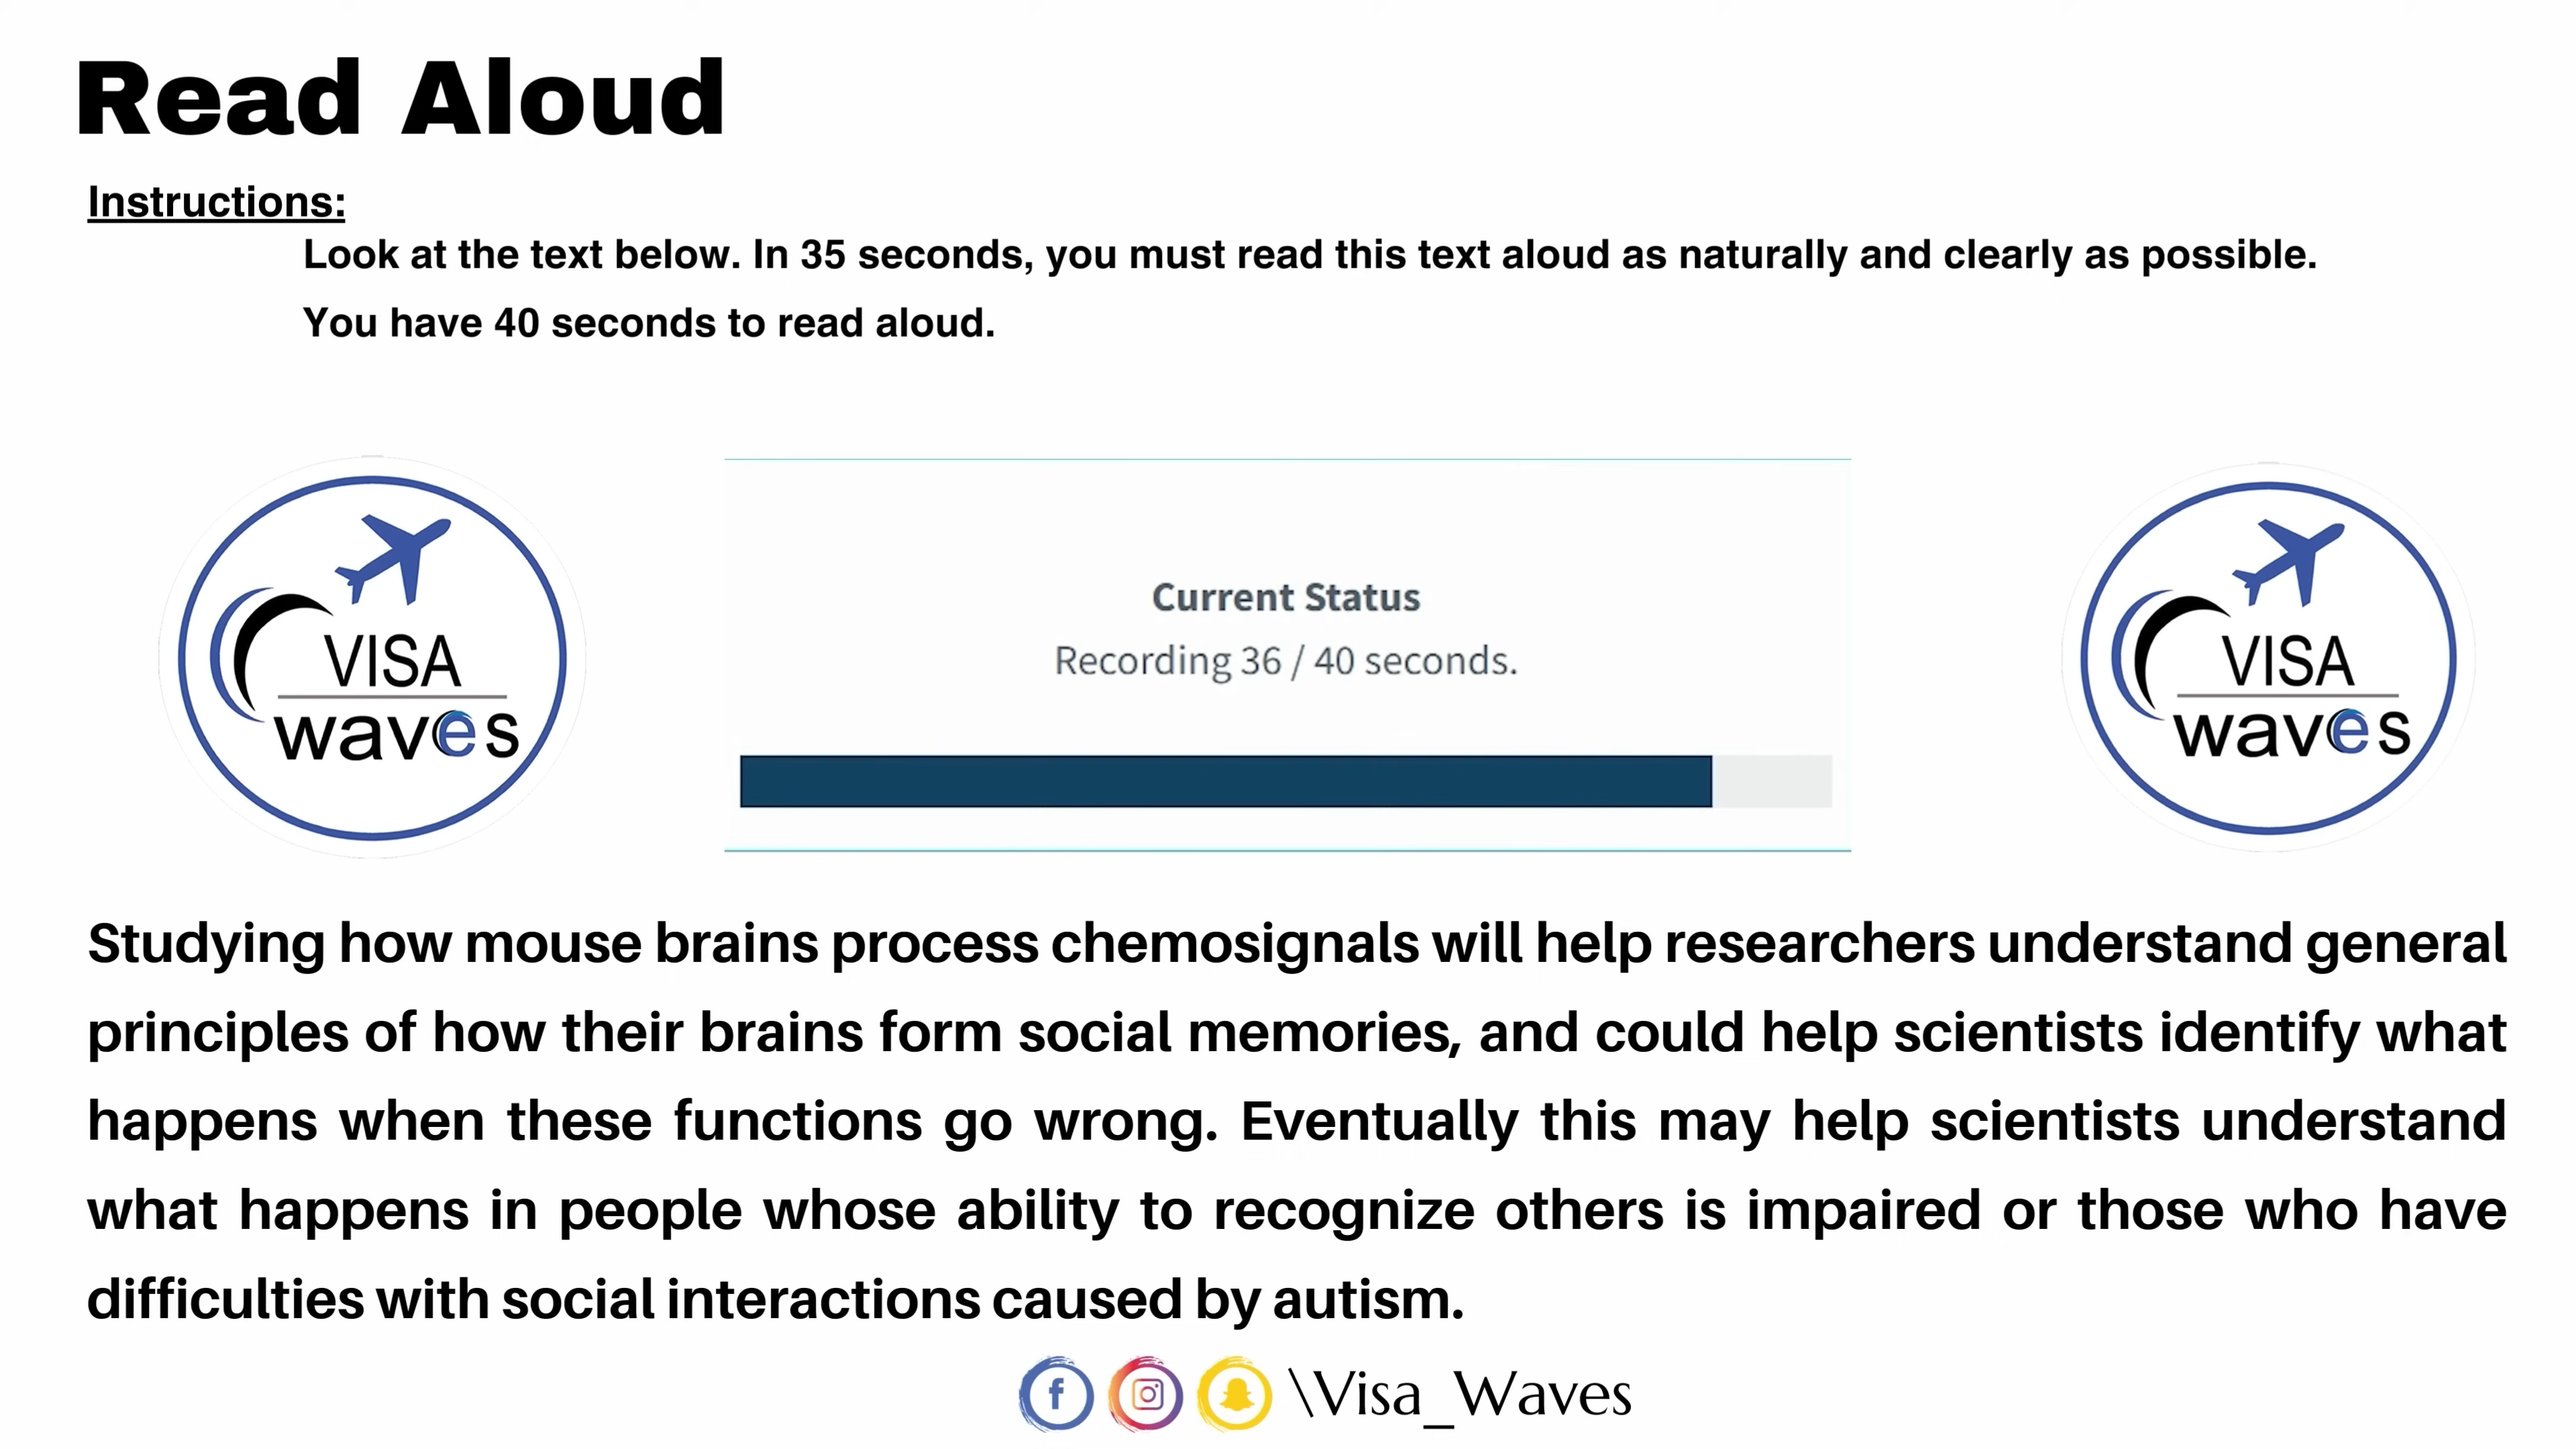 Read Aloud
Instructions:
Look at the text below. In 35 seconds, you must read this text aloud as naturally and clearly as possible.
You have 40 seconds to read aloud.
VISA
waves
Current Status
Recording 36 / 40 seconds.
VISA
waves
Studying how mouse brains process chemosignals will help researchers understand general
principles of how their brains form social memories, and could help scientists identify what
happens when these functions go wrong. Eventually this may help scientists understand
what happens in people whose ability to recognize others is impaired or those who have
difficulties with social interactions caused by autism.
\Visa_Waves